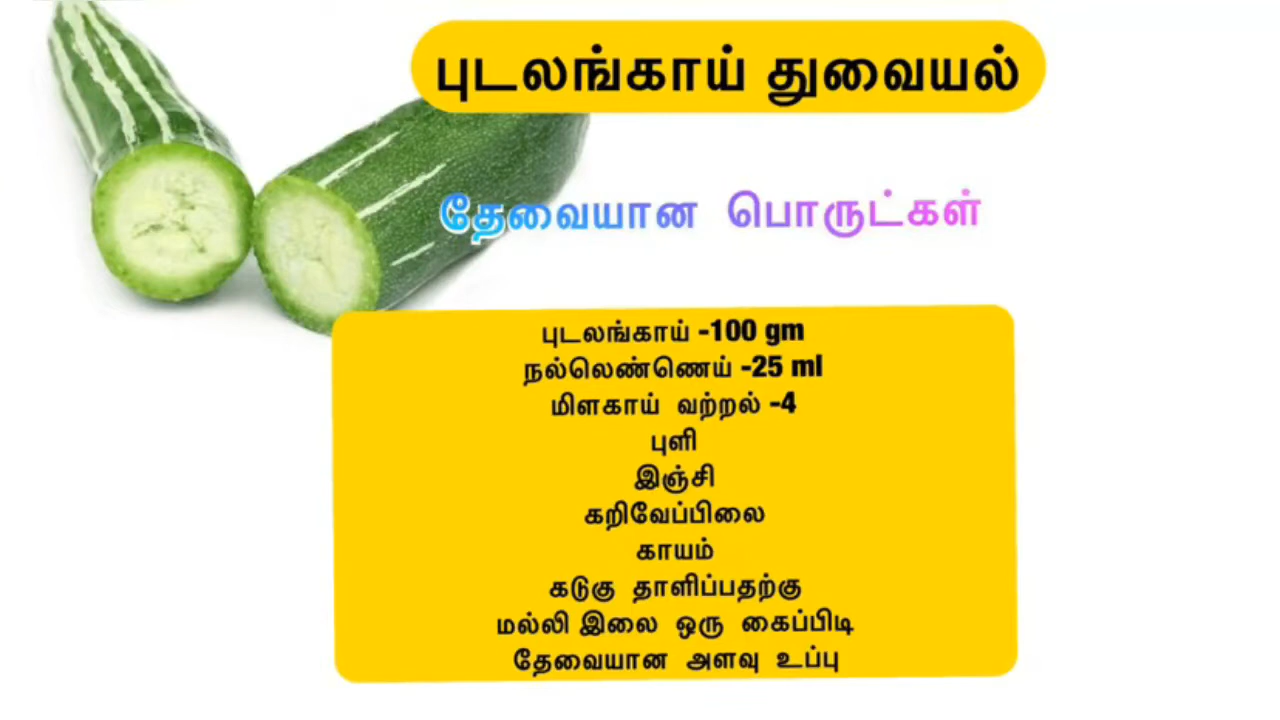 புடலங்காய் துவையல்
தேவையான பொருட்கள்
புடலங்காய் -100 gm
நல்லெண்ணெய் -25 ml
மிளகாய் வற்றல் -4
புளி
இஞ்சி
கறிவேப்பிலை
காயம்
கடுகு தாளிப்பதற்கு
மல்லி இலை ஒரு கைப்பிடி
தேவையான அளவு உப்பு